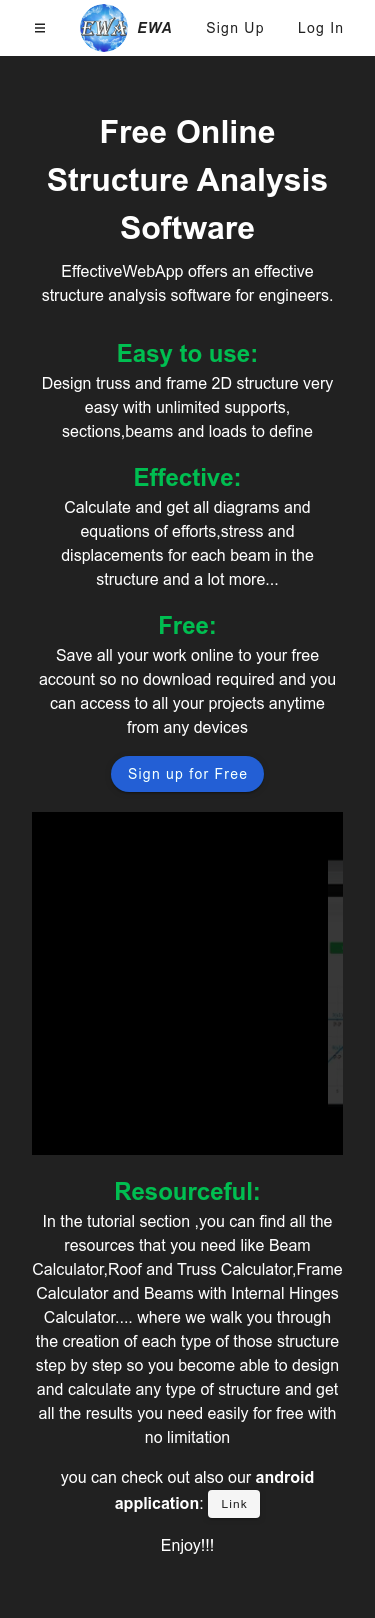 ≡ EWA EWA Sign Up Log In
Free Online
Structure Analysis
Software
EffectiveWebApp offers an effective
structure analysis software for engineers.
Easy to use:
Design truss and frame 2D structure very
easy with unlimited supports,
sections,beams and loads to define
Effective:
Calculate and get all diagrams and
equations of efforts,stress and
displacements for each beam in the
structure and a lot more...
Free:
Save all your work online to your free
account so no download required and you
can access to all your projects anytime
from any devices
Sign up for Free
Resourceful:
In the tutorial section ,you can find all the
resources that you need like Beam
Calculator,Roof and Truss Calculator,Frame
Calculator and Beams with Internal Hinges
Calculator.... where we walk you through
the creation of each type of those structure
step by step so you become able to design
and calculate any type of structure and get
all the results you need easily for free with
no limitation
you can check out also our android
application: Link
Enjoy!!!